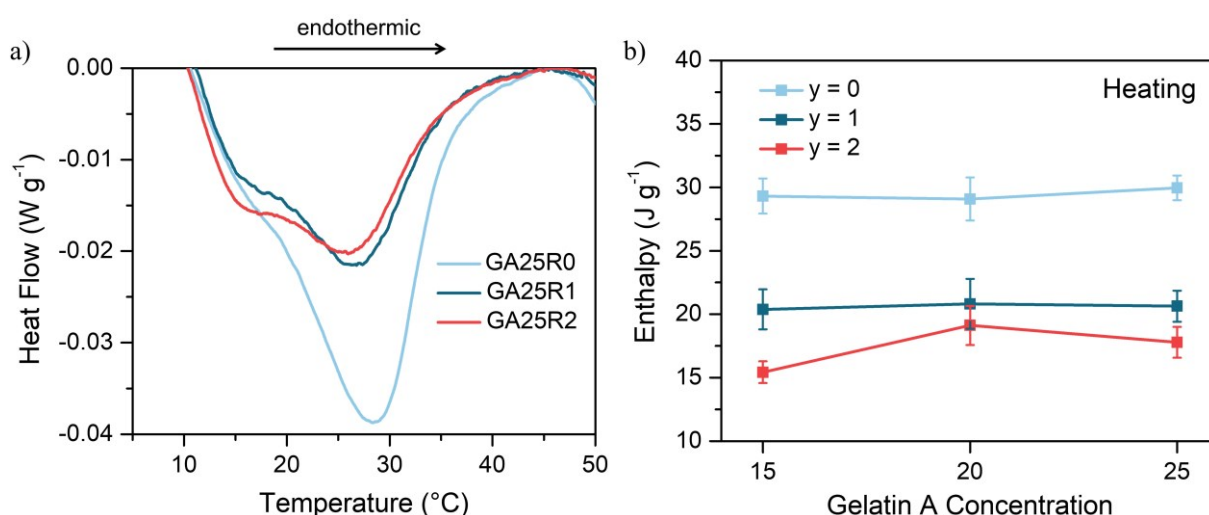 a)
endothermic
0.00
-0.01
-0.02
-0.03
-0.04
Heat Flow (W g⁻¹)
GA25R0
GA25R1
GA25R2
10
20
30
40
50
Temperature (°C)
b)
40
35
30
25
20
15
10
Enthalpy (J g⁻¹)
y = 0
y = 1
y = 2
Heating
15
20
25
Gelatin A Concentration